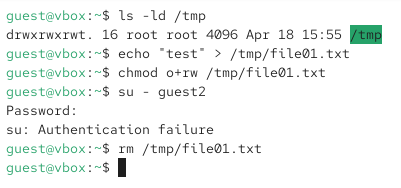 guest@vbox:~$ ls -ld /tmp
drwxrwxrwt. 16 root root 4096 Apr 18 15:55 /tmp
guest@vbox:~$ echo "test" > /tmp/file01.txt
guest@vbox:~$ chmod o+rw /tmp/file01.txt
guest@vbox:~$ su - guest2
Password:
su: Authentication failure
guest@vbox:~$ rm /tmp/file01.txt
guest@vbox:~$